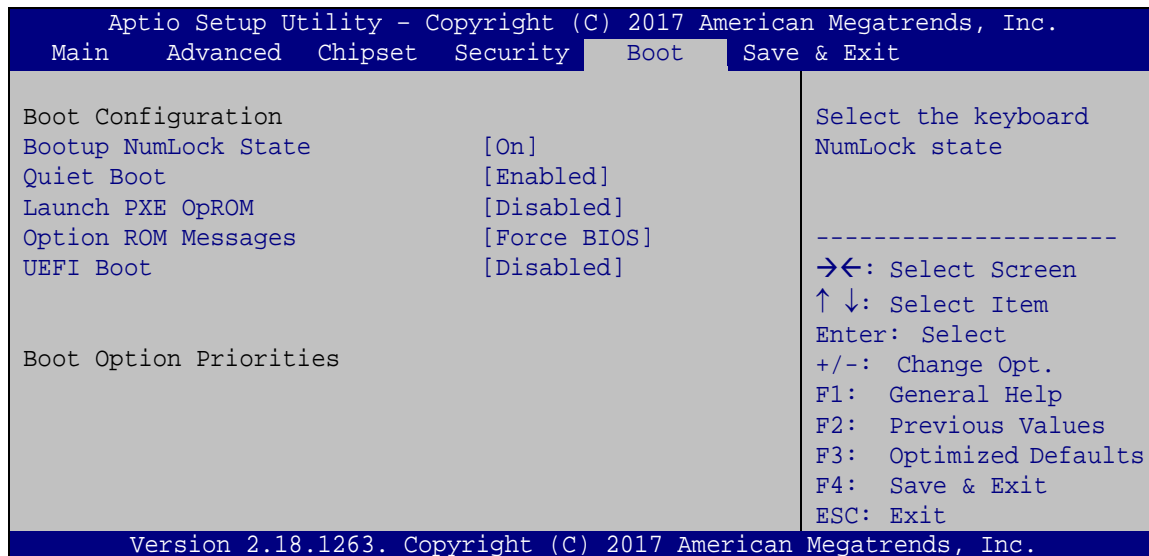 Aptio Setup Utility – Copyright (C) 2017 American Megatrends, Inc.
Main Advanced Chipset Security Boot Save & Exit
Boot Configuration
Bootup NumLock State [On]
Quiet Boot [Enabled]
Launch PXE OpROM [Disabled]
Option ROM Messages [Force BIOS]
UEFI Boot [Disabled]
Boot Option Priorities
Select the keyboard
NumLock state
---------------------
→←: Select Screen
↑ ↓: Select Item
Enter: Select
+/-: Change Opt.
F1: General Help
F2: Previous Values
F3: Optimized Defaults
F4: Save & Exit
ESC: Exit
Version 2.18.1263. Copyright (C) 2017 American Megatrends, Inc.